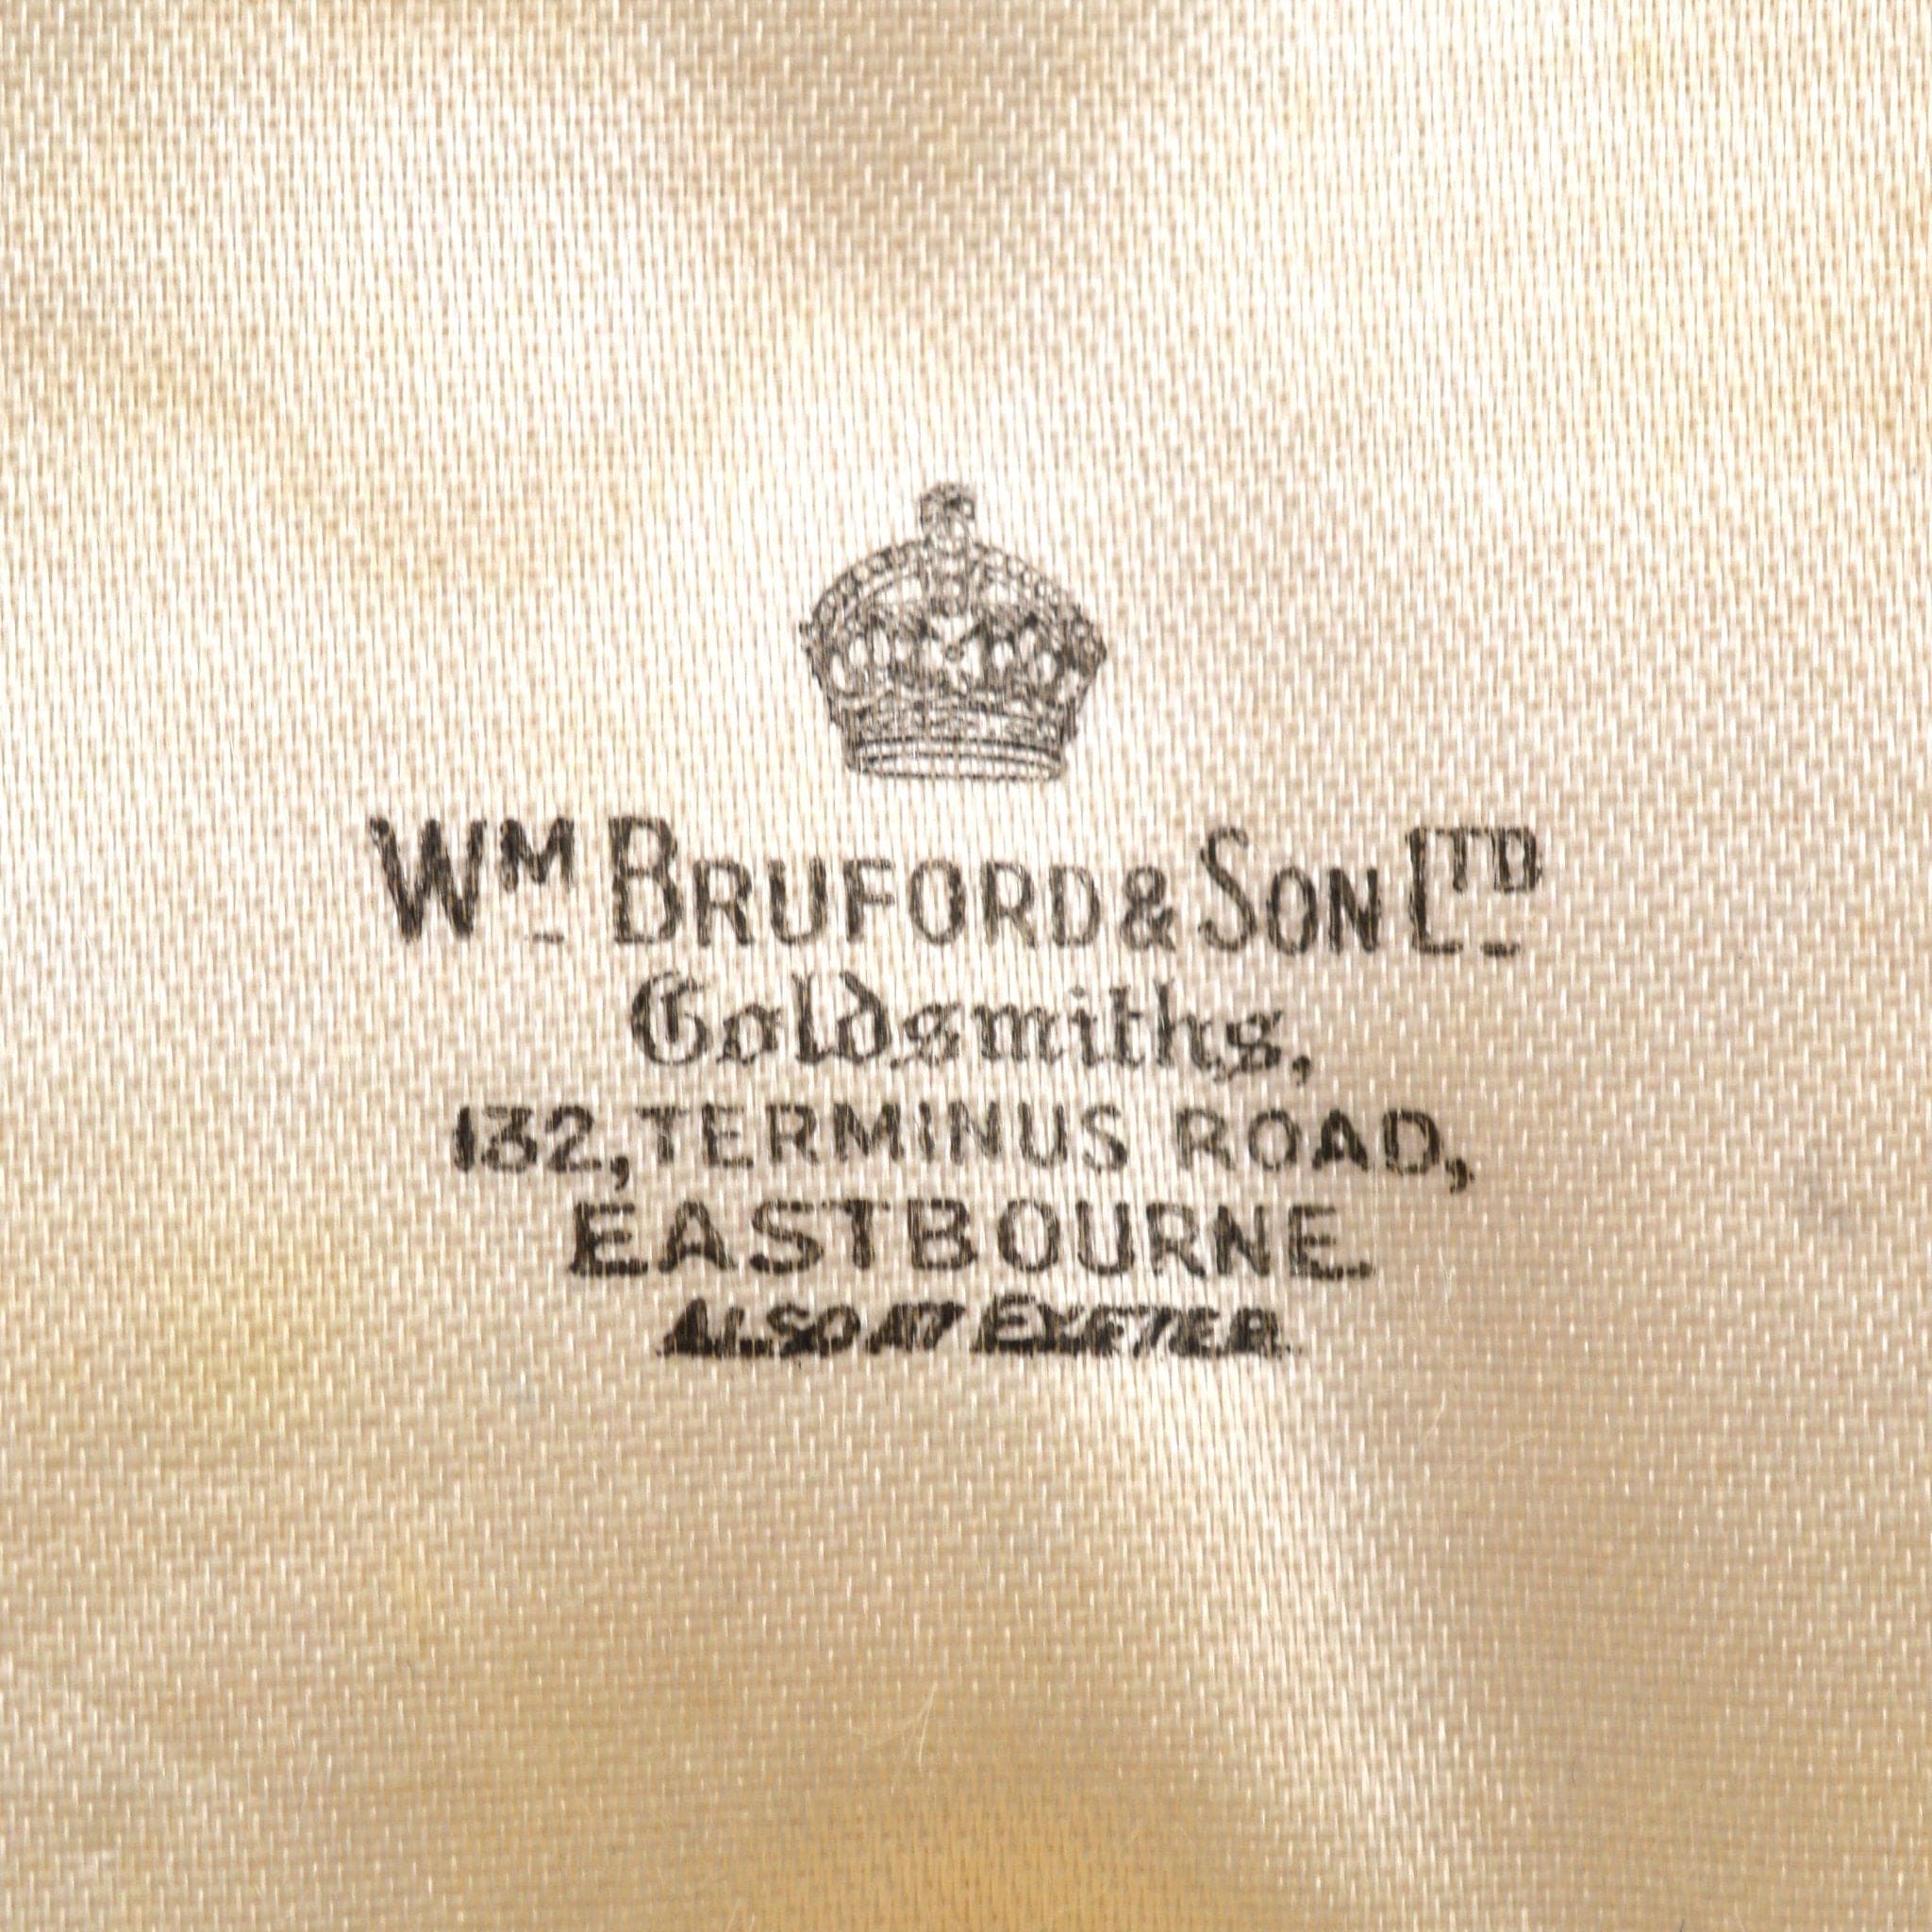 WM BRUFORD & SON LTD
Goldsmiths,
132, TERMINUS ROAD,
EASTBOURNE.
ALSO AT EXETER.